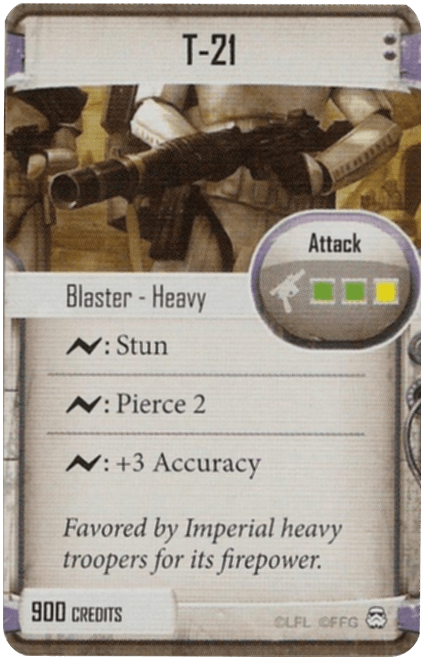 T-21
Attack
Blaster - Heavy
: Stun
: Pierce 2
: +3 Accuracy
Favored by Imperial heavy
troopers for its firepower.
900 CREDITS
©LFL ©FFG